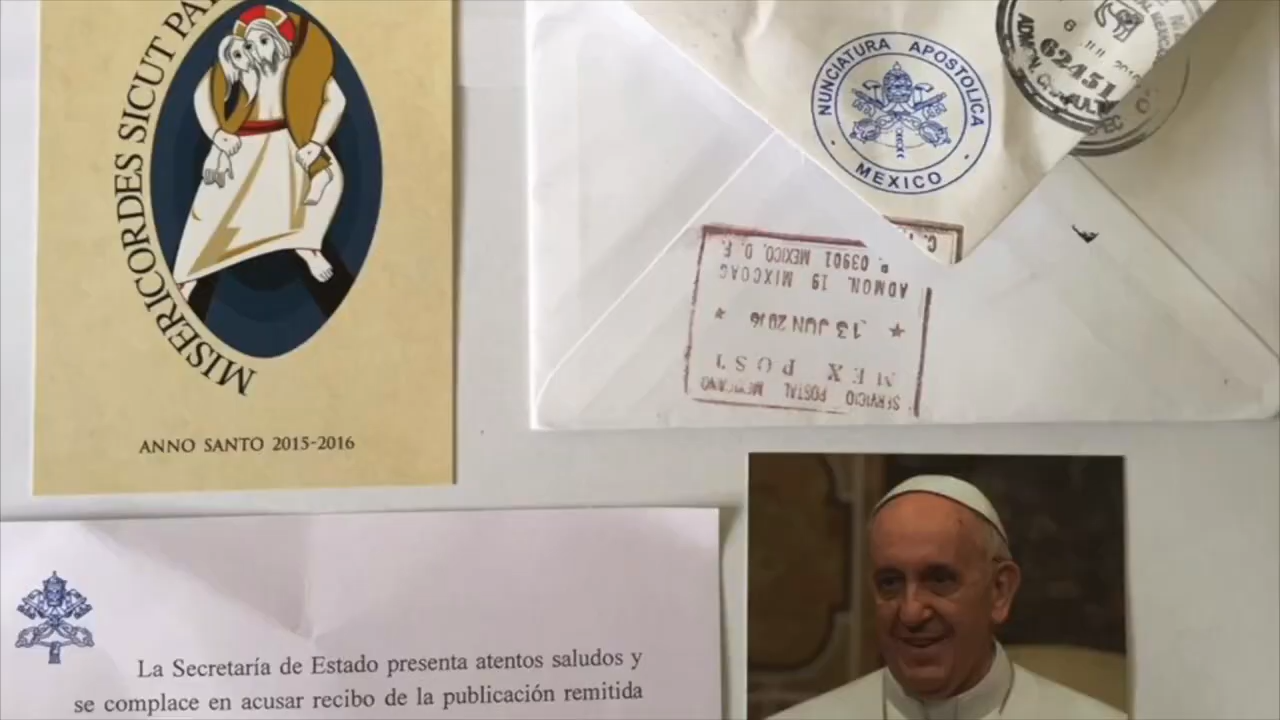 MISERICORDES SICUT PA
ANNO SANTO 2015-2016
NUNCIATURA APOSTOLICA
MEXICO
62451
SERVICIO POSTAL MEXICANO
MEX POST
★ 13 JUN 2016 ★
ADMON. 19 MIXCOAC
P. 03901 MEXICO, D. F.
La Secretaría de Estado presenta atentos saludos y
se complace en acusar recibo de la publicación remitida